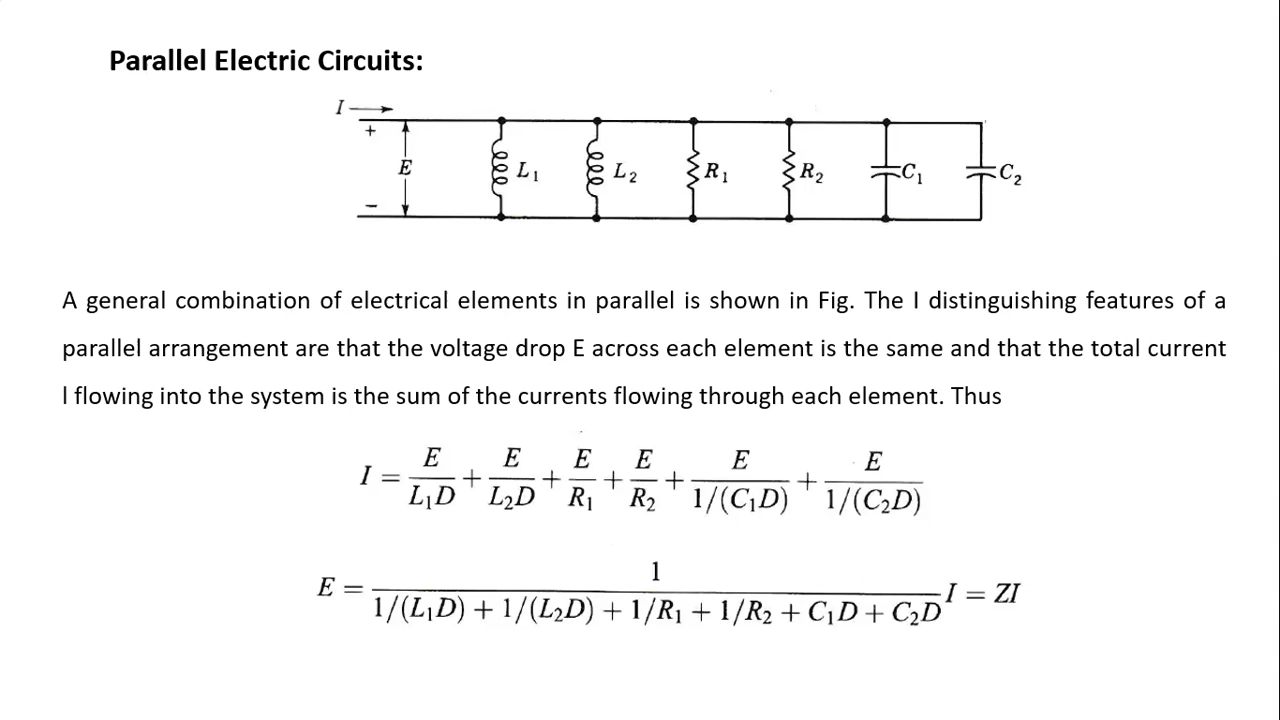 Parallel Electric Circuits:
I
+
E
L₁
L₂
R₁
R₂
C₁
C₂
−
A general combination of electrical elements in parallel is shown in Fig. The I distinguishing features of a
parallel arrangement are that the voltage drop E across each element is the same and that the total current
l flowing into the system is the sum of the currents flowing through each element. Thus
I = E/L₁D + E/L₂D + E/R₁ + E/R₂ + E/1/(C₁D) + E/1/(C₂D)
E = 1/1/(L₁D) + 1/(L₂D) + 1/R₁ + 1/R₂ + C₁D + C₂D I = ZI